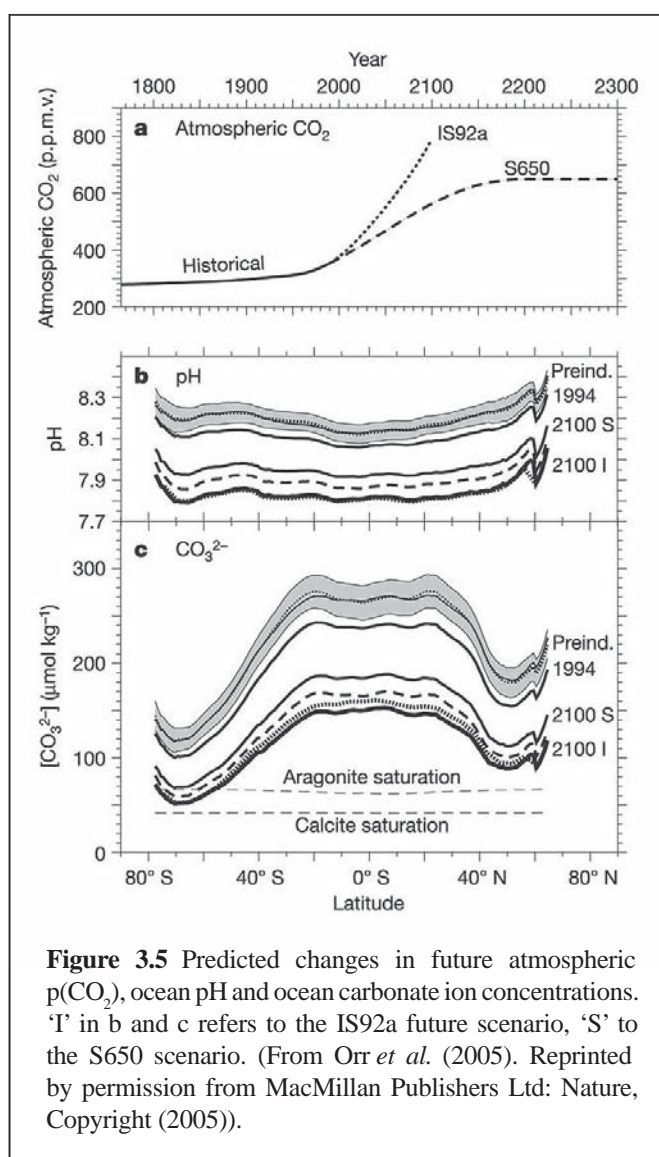 Year
1800 1900 2000 2100 2200 2300
a Atmospheric CO₂
IS92a
S650
Historical
Atmospheric CO₂ (p.p.m.v.)
800
600
400
200
b pH
Preind.
1994
2100 S
2100 I
pH
8.3
8.1
7.9
7.7
c CO₃²⁻
[CO₃²⁻] (μmol kg⁻¹)
300
200
100
0
Preind.
1994
2100 S
2100 I
Aragonite saturation
Calcite saturation
80° S 40° S 0° S 40° N 80° N
Latitude
Figure 3.5 Predicted changes in future atmospheric
p(CO₂), ocean pH and ocean carbonate ion concentrations.
‘I’ in b and c refers to the IS92a future scenario, ‘S’ to
the S650 scenario. (From Orr et al. (2005). Reprinted
by permission from MacMillan Publishers Ltd: Nature,
Copyright (2005)).